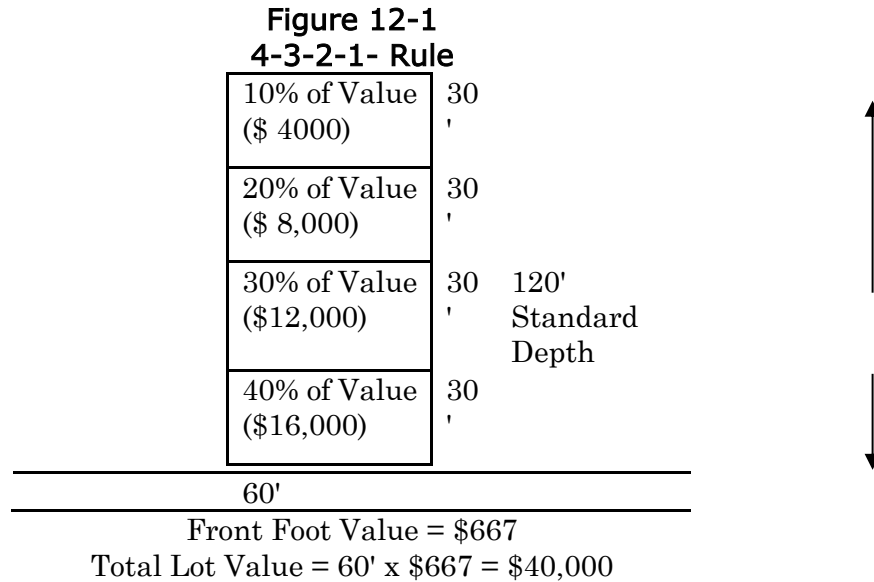 Figure 12-1
4-3-2-1- Rule
10% of Value 30
($ 4000) '
20% of Value 30
($ 8,000) '
30% of Value 30 120'
($12,000) ' Standard
Depth
40% of Value 30
($16,000) '
60'
Front Foot Value = $667
Total Lot Value = 60' x $667 = $40,000